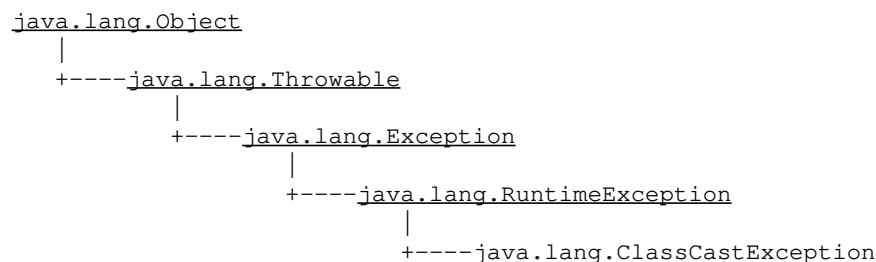 java.lang.Object
|
+----java.lang.Throwable
|
+----java.lang.Exception
|
+----java.lang.RuntimeException
|
+----java.lang.ClassCastException